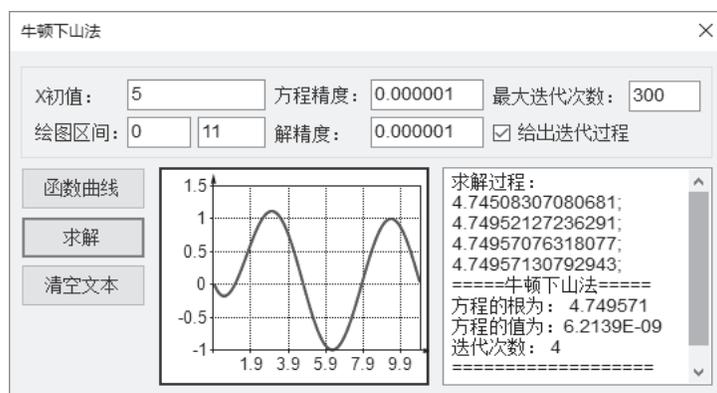 牛顿下山法
X初值： 5 方程精度： 0.000001 最大迭代次数： 300
绘图区间： 0 11 解精度： 0.000001 给出迭代过程
函数曲线
求解
清空文本
1.5
1
0.5
0
-0.5
-1
1.9 3.9 5.9 7.9 9.9
求解过程：
4.74508307080681;
4.74952127236291;
4.74957076318077;
4.74957130792943;
=====牛顿下山法=====
方程的根为： 4.749571
方程的值为：6.2139E-09
迭代次数： 4
====================